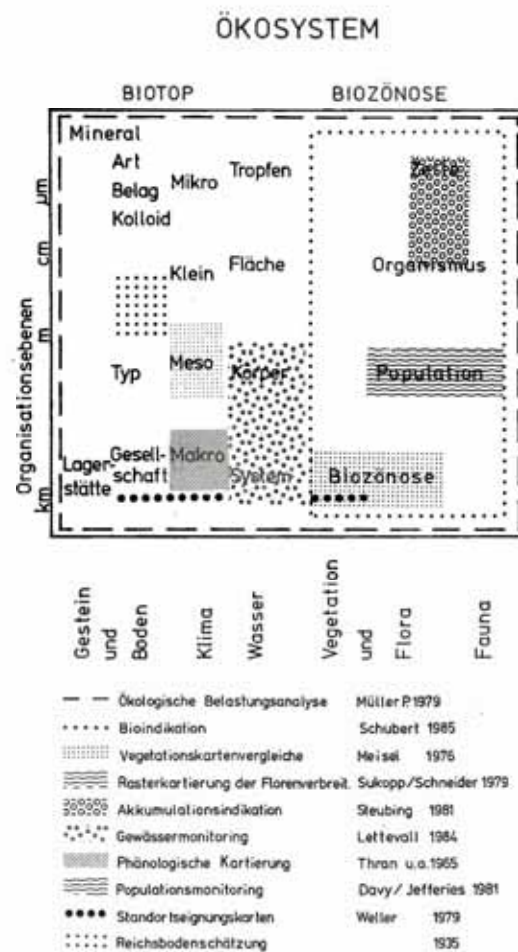 ÖKOSYSTEM
BIOTOP BIOZÖNOSE
Mineral
Art Mikro Tropfen Zelle
Belag
Kolloid
Klein Fläche Organismus
Typ Meso Körper Population
Lagerstätte Gesell-
schaft Makro System Biozönose
Organisationsebenen
µm
cm
m
km
Gestein und Boden
Klima
Wasser
Vegetation und Flora
Fauna
Ökologische Belastungsanalyse Müller P. 1979
Bioindikation Schubert 1985
Vegetationskartenvergleiche Meisel 1976
Rasterkartierung der Florenverbreit. Sukopp/Schneider 1979
Akkumulationsindikation Steubing 1981
Gewässermonitoring Lettevall 1984
Phänologische Kartierung Thran u.a. 1965
Populationsmonitoring Davy/Jefferies 1981
Standortseignungskarten Weller 1979
Reichsbodenschätzung 1935